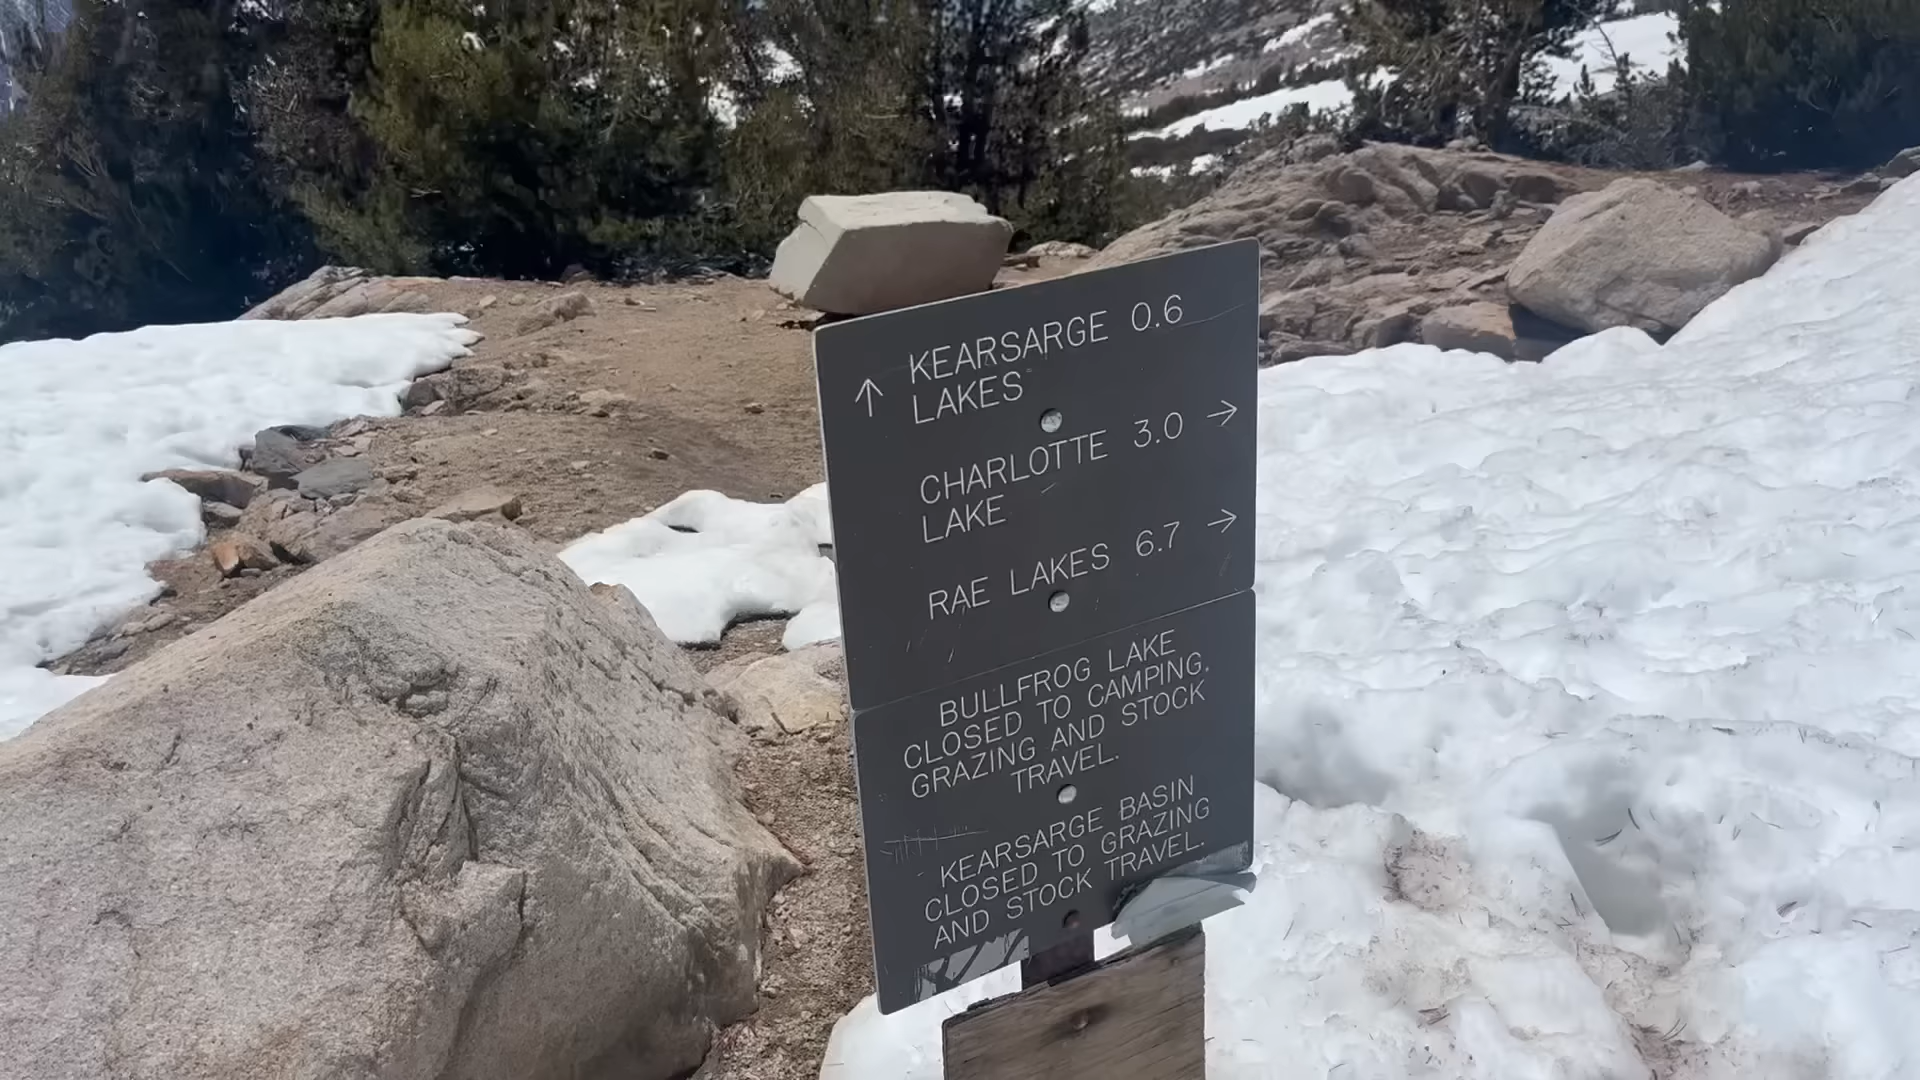 ↑ KEARSARGE 0.6
LAKES
CHARLOTTE 3.0 →
LAKE
RAE LAKES 6.7 →
BULLFROG LAKE
CLOSED TO CAMPING,
GRAZING AND STOCK
TRAVEL.
KEARSARGE BASIN
CLOSED TO GRAZING
AND STOCK TRAVEL.